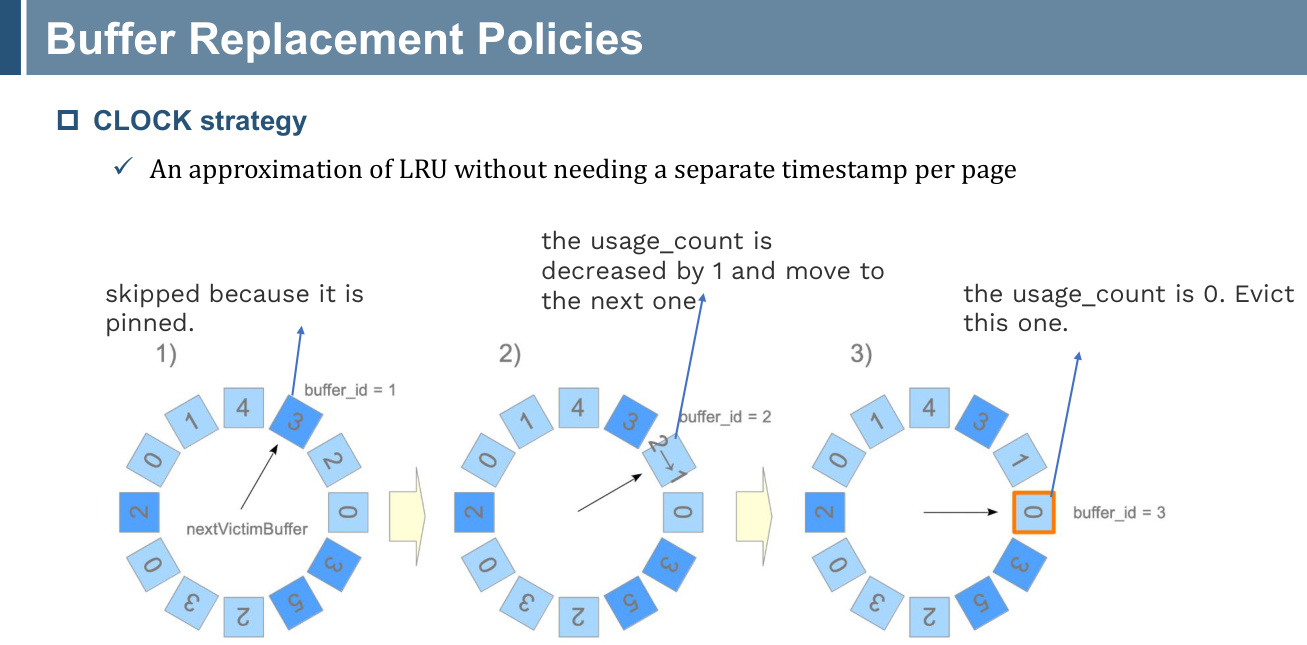 Buffer Replacement Policies
CLOCK strategy
An approximation of LRU without needing a separate timestamp per page
skipped because it is
pinned.
the usage_count is
decreased by 1 and move to
the next one
the usage_count is 0. Evict
this one.
1)
buffer_id = 1
4
3
2
0
3
5
2
3
0
2
0
1
nextVictimBuffer
2)
buffer_id = 2
4
3
2→1
0
3
5
2
3
0
2
0
1
3)
4
3
1
0
buffer_id = 3
3
5
2
3
0
2
0
1